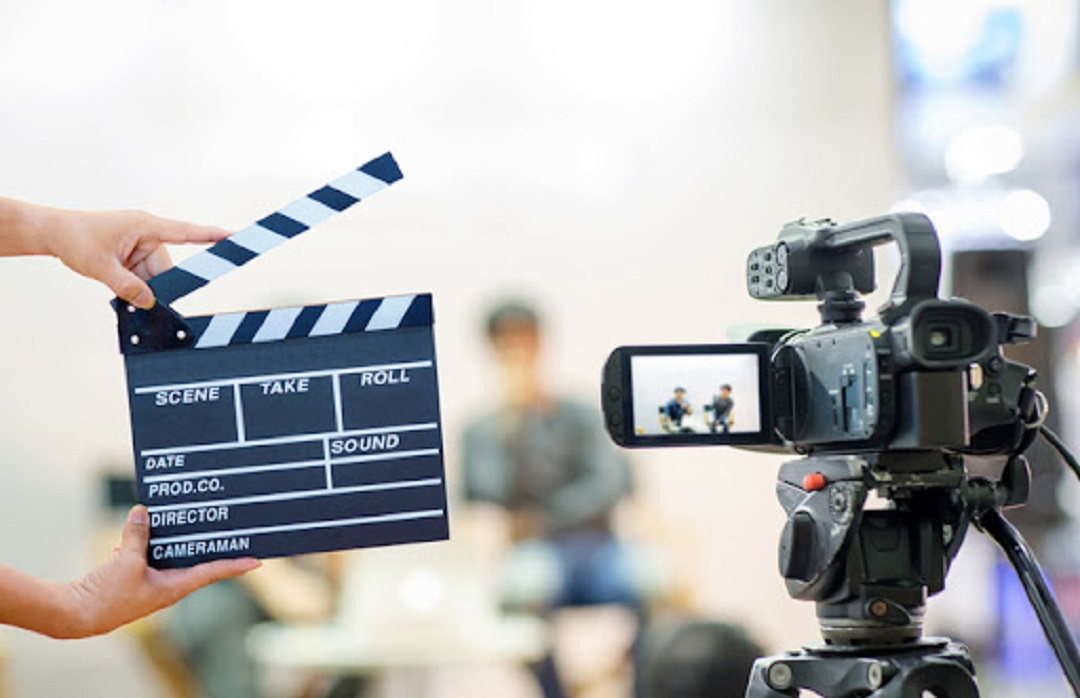 SCENE TAKE ROLL
DATE SOUND
PROD.CO.
DIRECTOR
CAMERAMAN